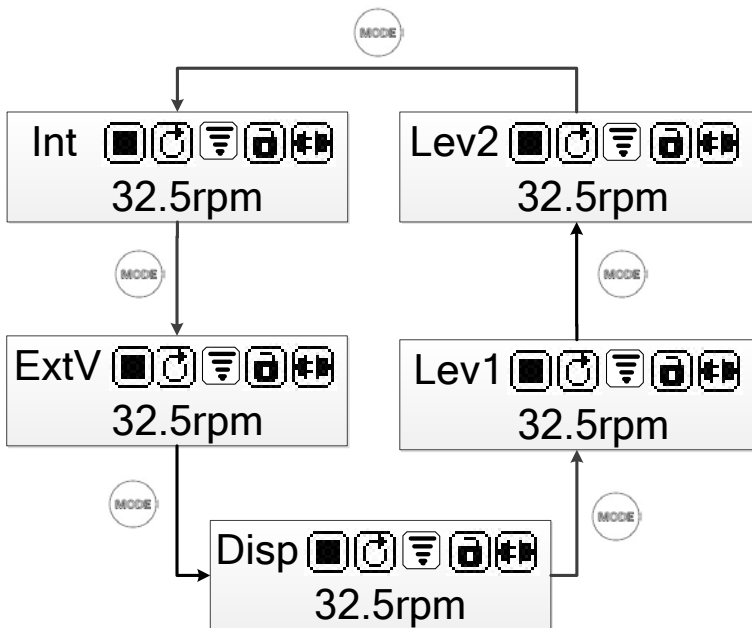 MODE
Int
32.5rpm
Lev2
32.5rpm
MODE
MODE
ExtV
32.5rpm
Lev1
32.5rpm
MODE
MODE
Disp
32.5rpm